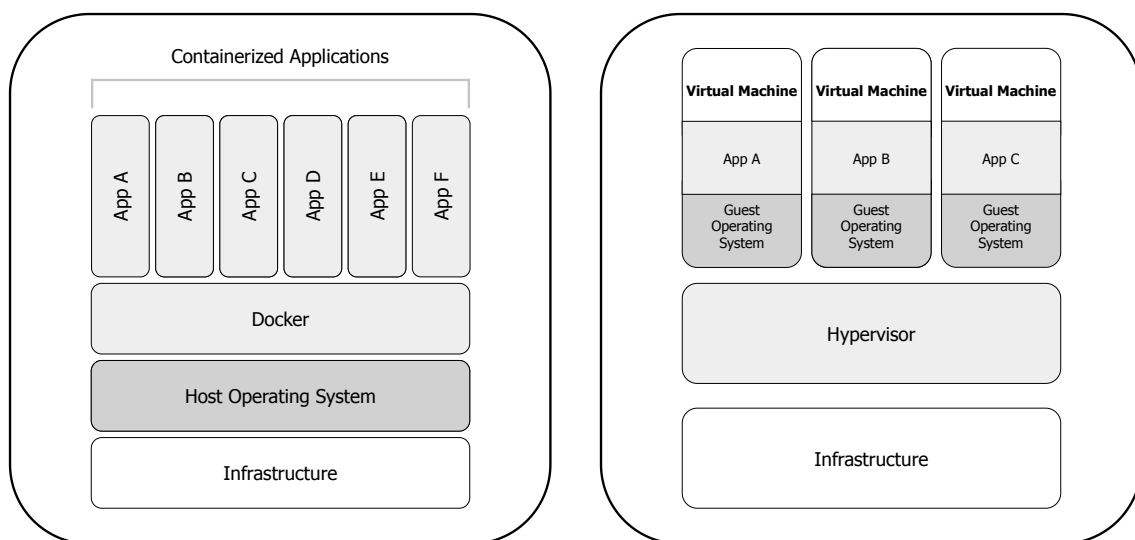 Containerized Applications
App A
App B
App C
App D
App E
App F
Docker
Host Operating System
Infrastructure
Virtual Machine
App A
Guest
Operating
System
Virtual Machine
App B
Guest
Operating
System
Virtual Machine
App C
Guest
Operating
System
Hypervisor
Infrastructure